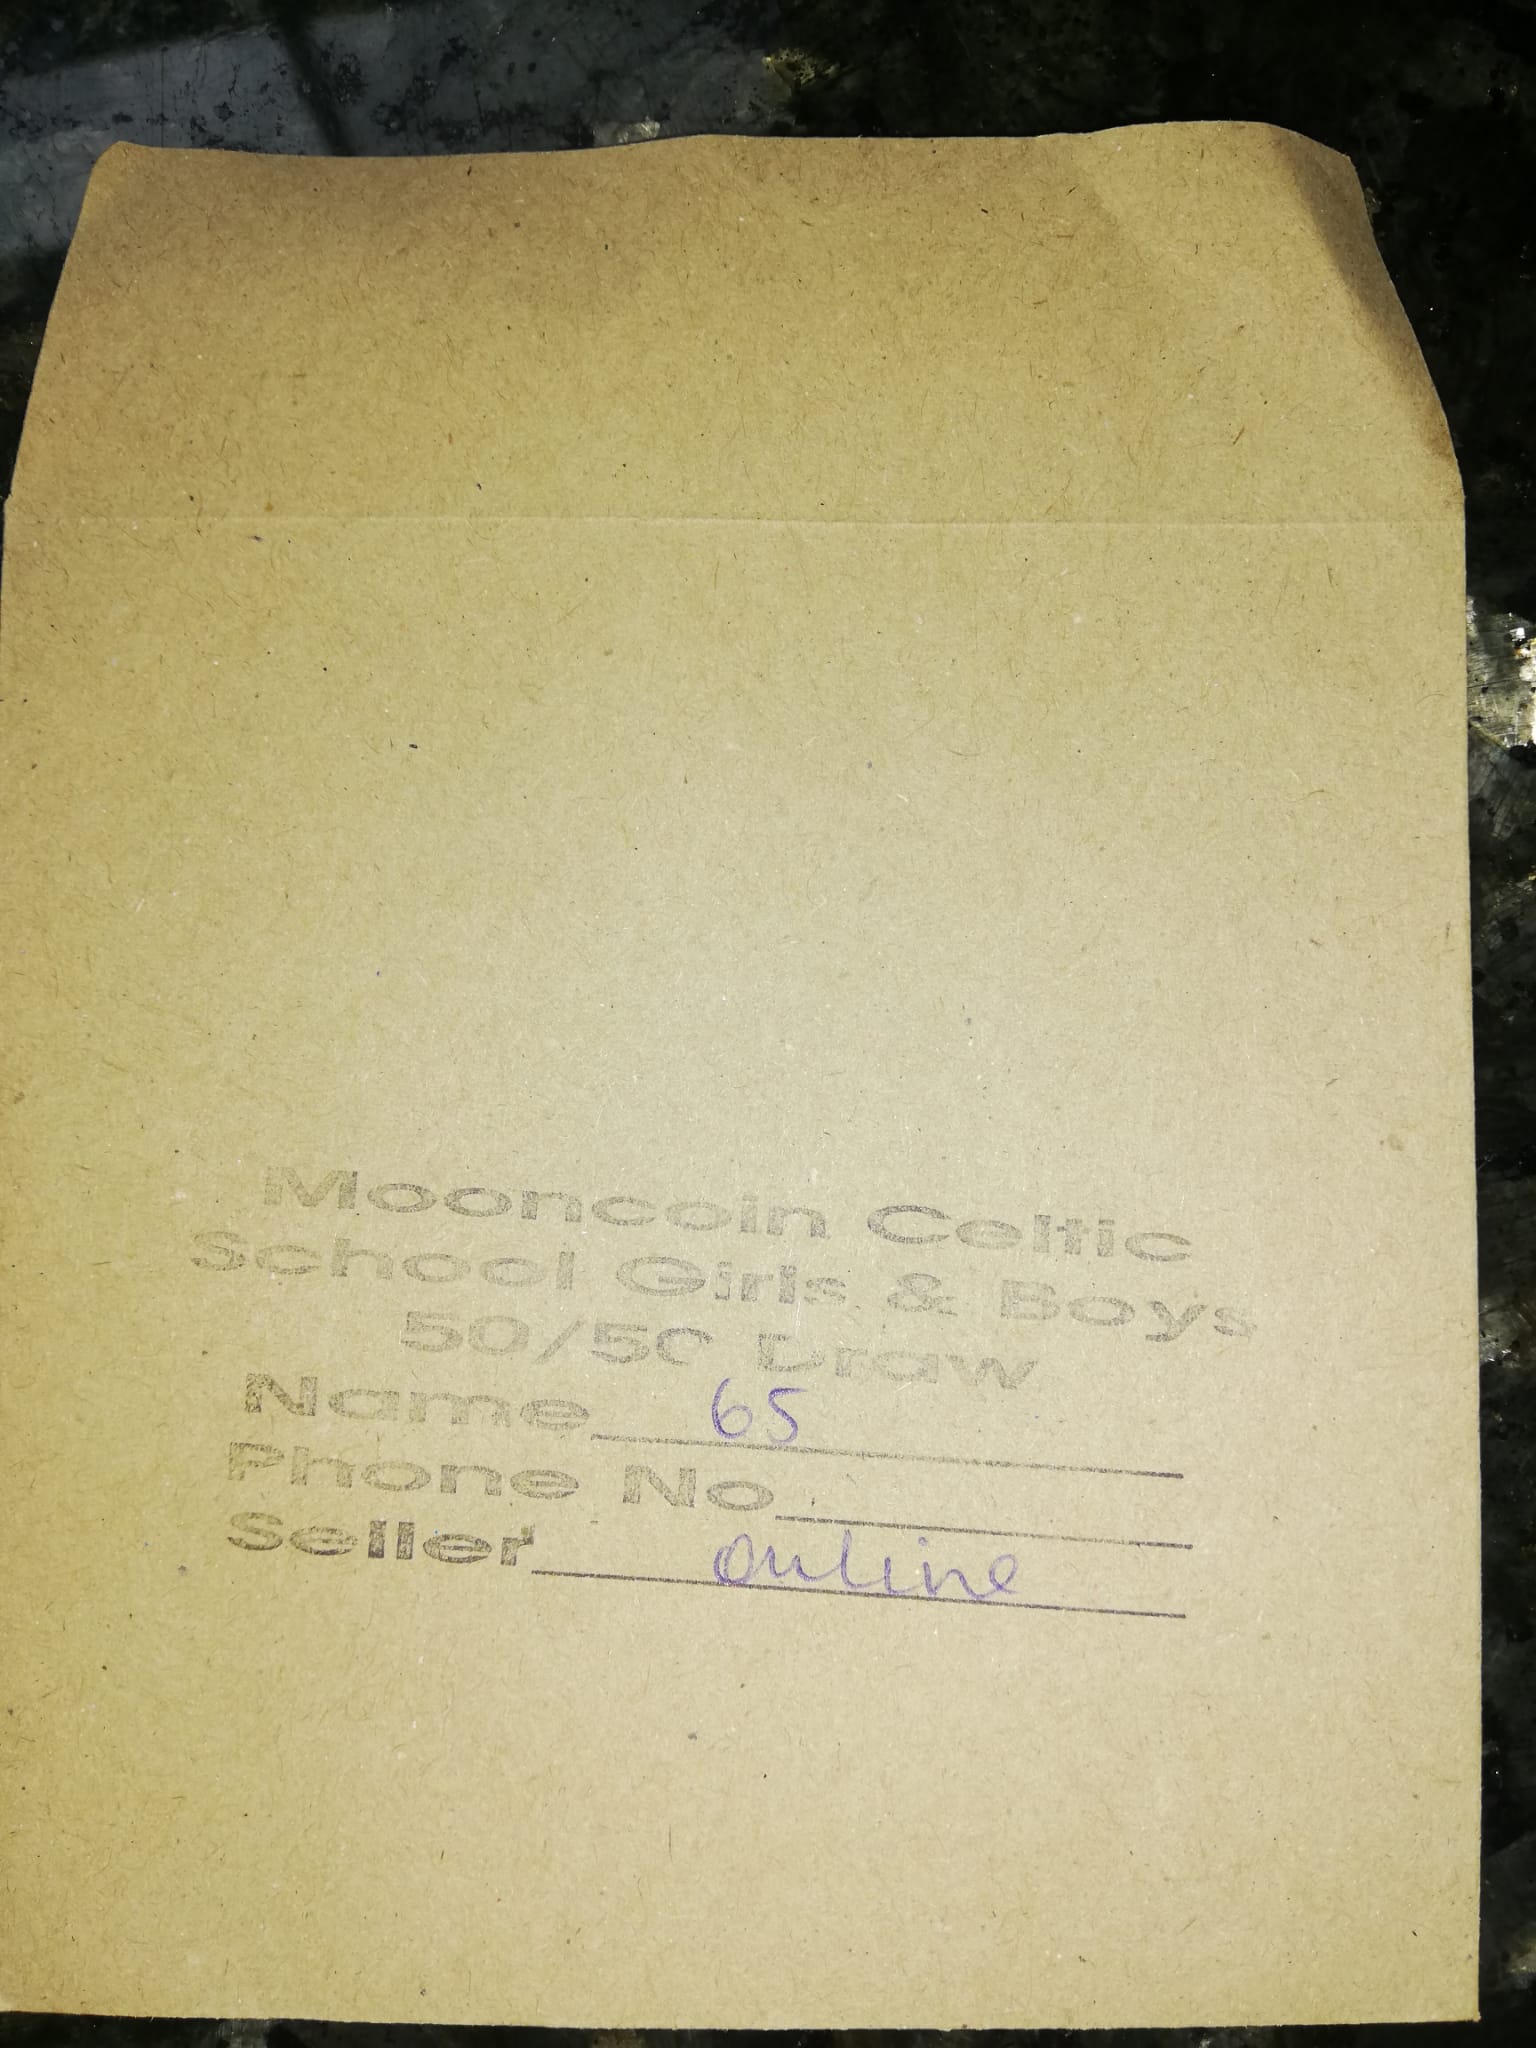 Mooncoin Celtic
School Girls & Boys
50/50 Draw
Name 65
Phone No
Seller online